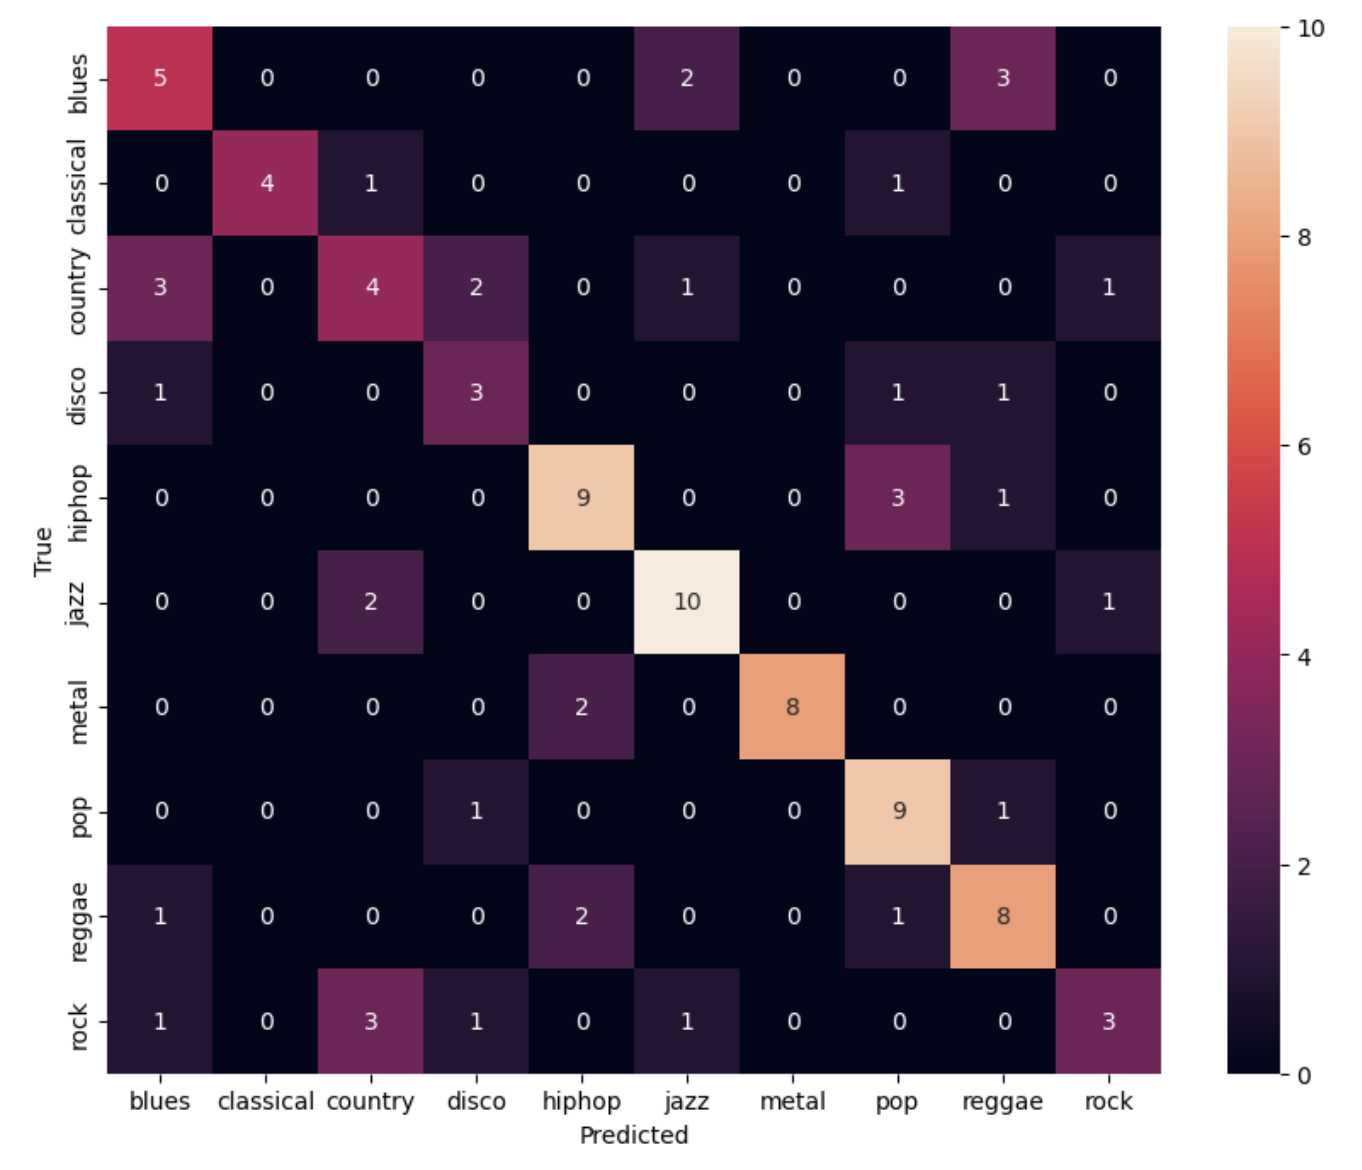 True
blues 5 0 0 0 0 2 0 0 3 0
classical 0 4 1 0 0 0 0 1 0 0
country 3 0 4 2 0 1 0 0 0 1
disco 1 0 0 3 0 0 0 1 1 0
hiphop 0 0 0 0 9 0 0 3 1 0
jazz 0 0 2 0 0 10 0 0 0 1
metal 0 0 0 0 2 0 8 0 0 0
pop 0 0 0 1 0 0 0 9 1 0
reggae 1 0 0 0 2 0 0 1 8 0
rock 1 0 3 1 0 1 0 0 0 3
blues classical country disco hiphop jazz metal pop reggae rock
Predicted
10
8
6
4
2
0